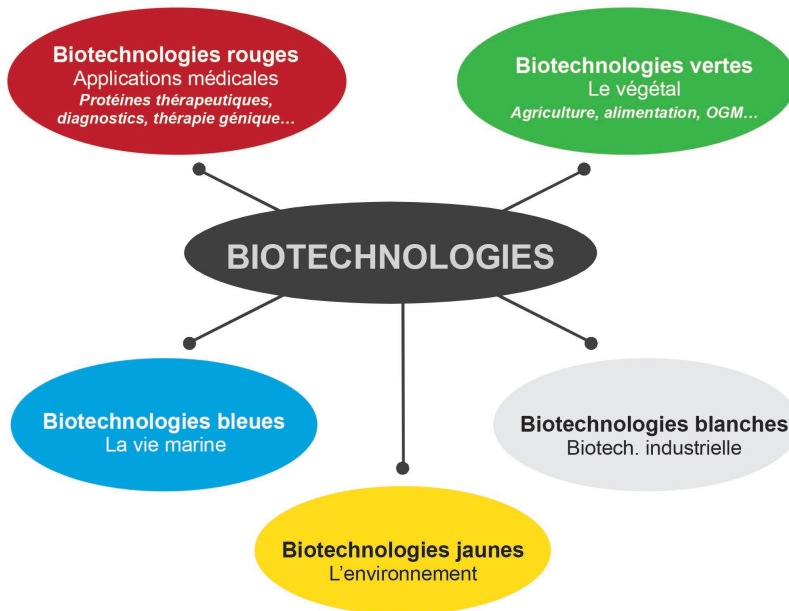 Biotechnologies rouges
Applications médicales
Protéines thérapeutiques,
diagnostics, thérapie génique…
Biotechnologies vertes
Le végétal
Agriculture, alimentation, OGM…
BIOTECHNOLOGIES
Biotechnologies bleues
La vie marine
Biotechnologies blanches
Biotech. industrielle
Biotechnologies jaunes
L’environnement